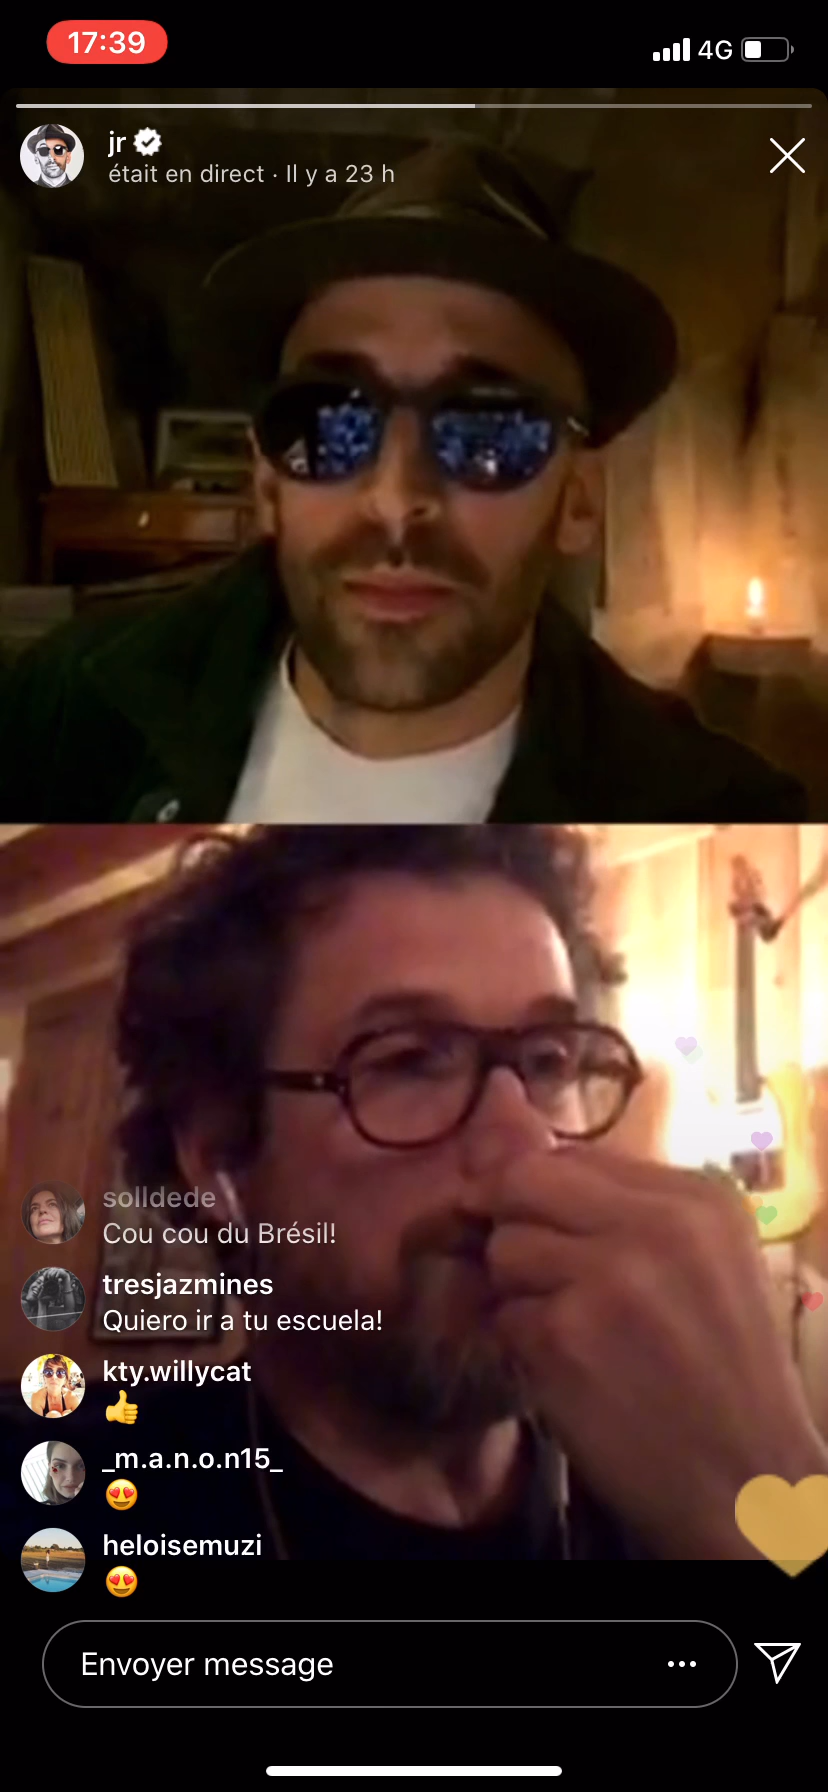 17:39
4G
jr
était en direct · Il y a 23 h
solldede
Cou cou du Brésil!
tresjazmines
Quiero ir a tu escuela!
kty.willycat
👍
_m.a.n.o.n15_
😍
heloisemuzi
😍
Envoyer message